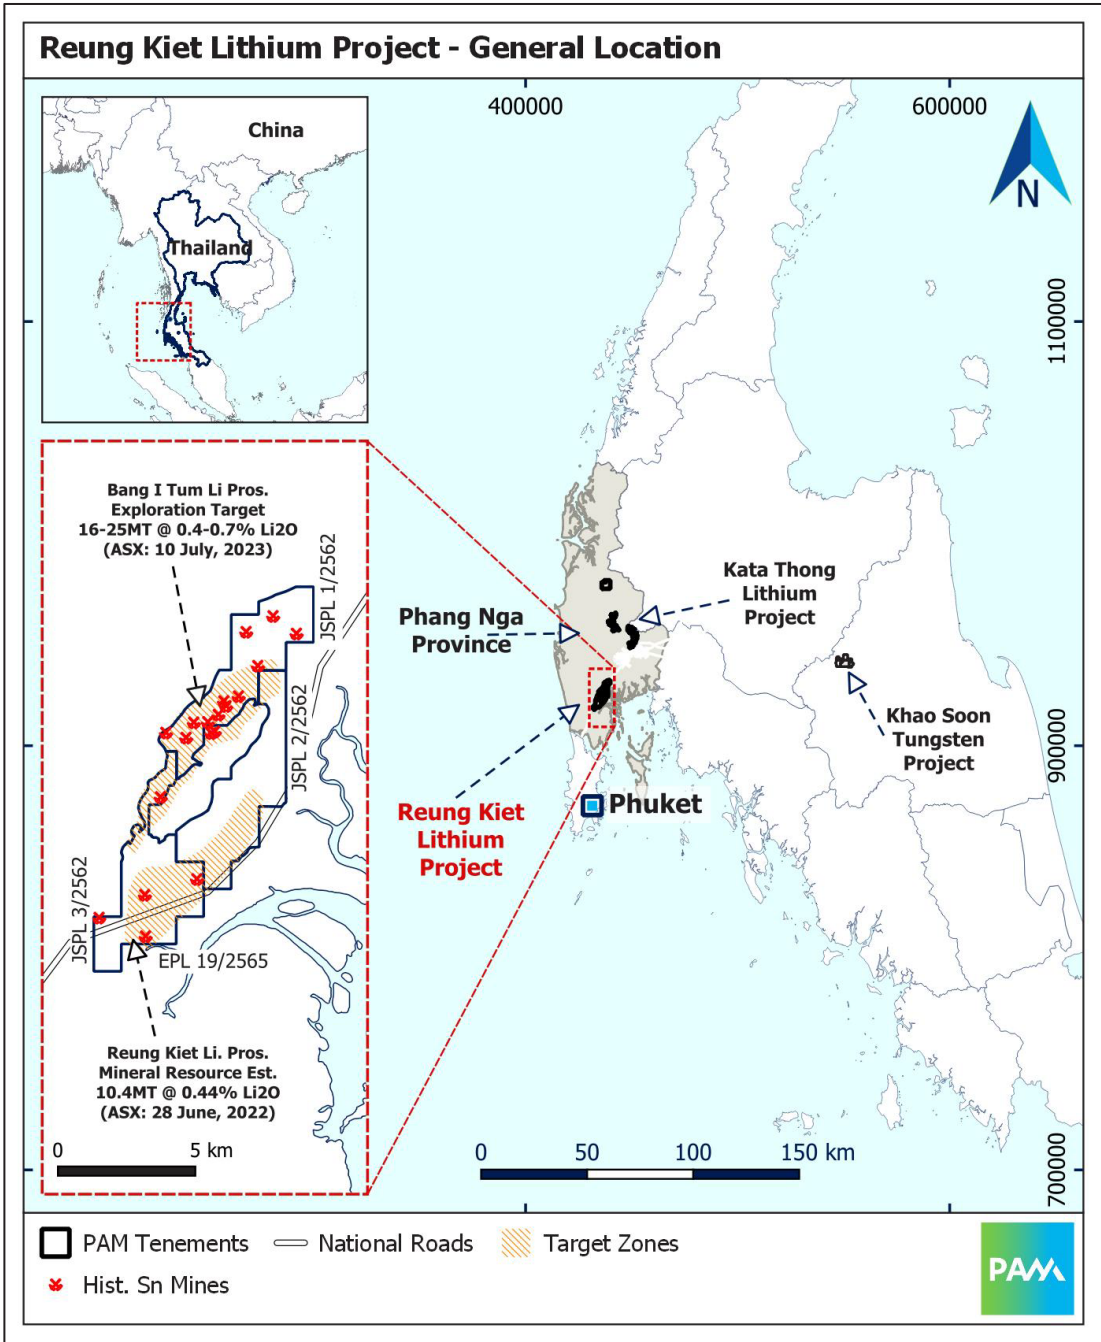 Reung Kiet Lithium Project - General Location
400000
600000
China
Thailand
N
1100000
Bang I Tum Li Pros.
Exploration Target
16-25MT @ 0.4-0.7% Li2O
(ASX: 10 July, 2023)
JSPL 1/2562
JSPL 2/2562
JSPL 3/2562
EPL 19/2565
Reung Kiet Li. Pros.
Mineral Resource Est.
10.4MT @ 0.44% Li2O
(ASX: 28 June, 2022)
0
5 km
Kata Thong
Lithium
Project
Phang Nga
Province
Khao Soon
Tungsten
Project
900000
Reung Kiet
Lithium
Project
Phuket
0
50
100
150 km
700000
PAM Tenements
National Roads
Target Zones
Hist. Sn Mines
PAM